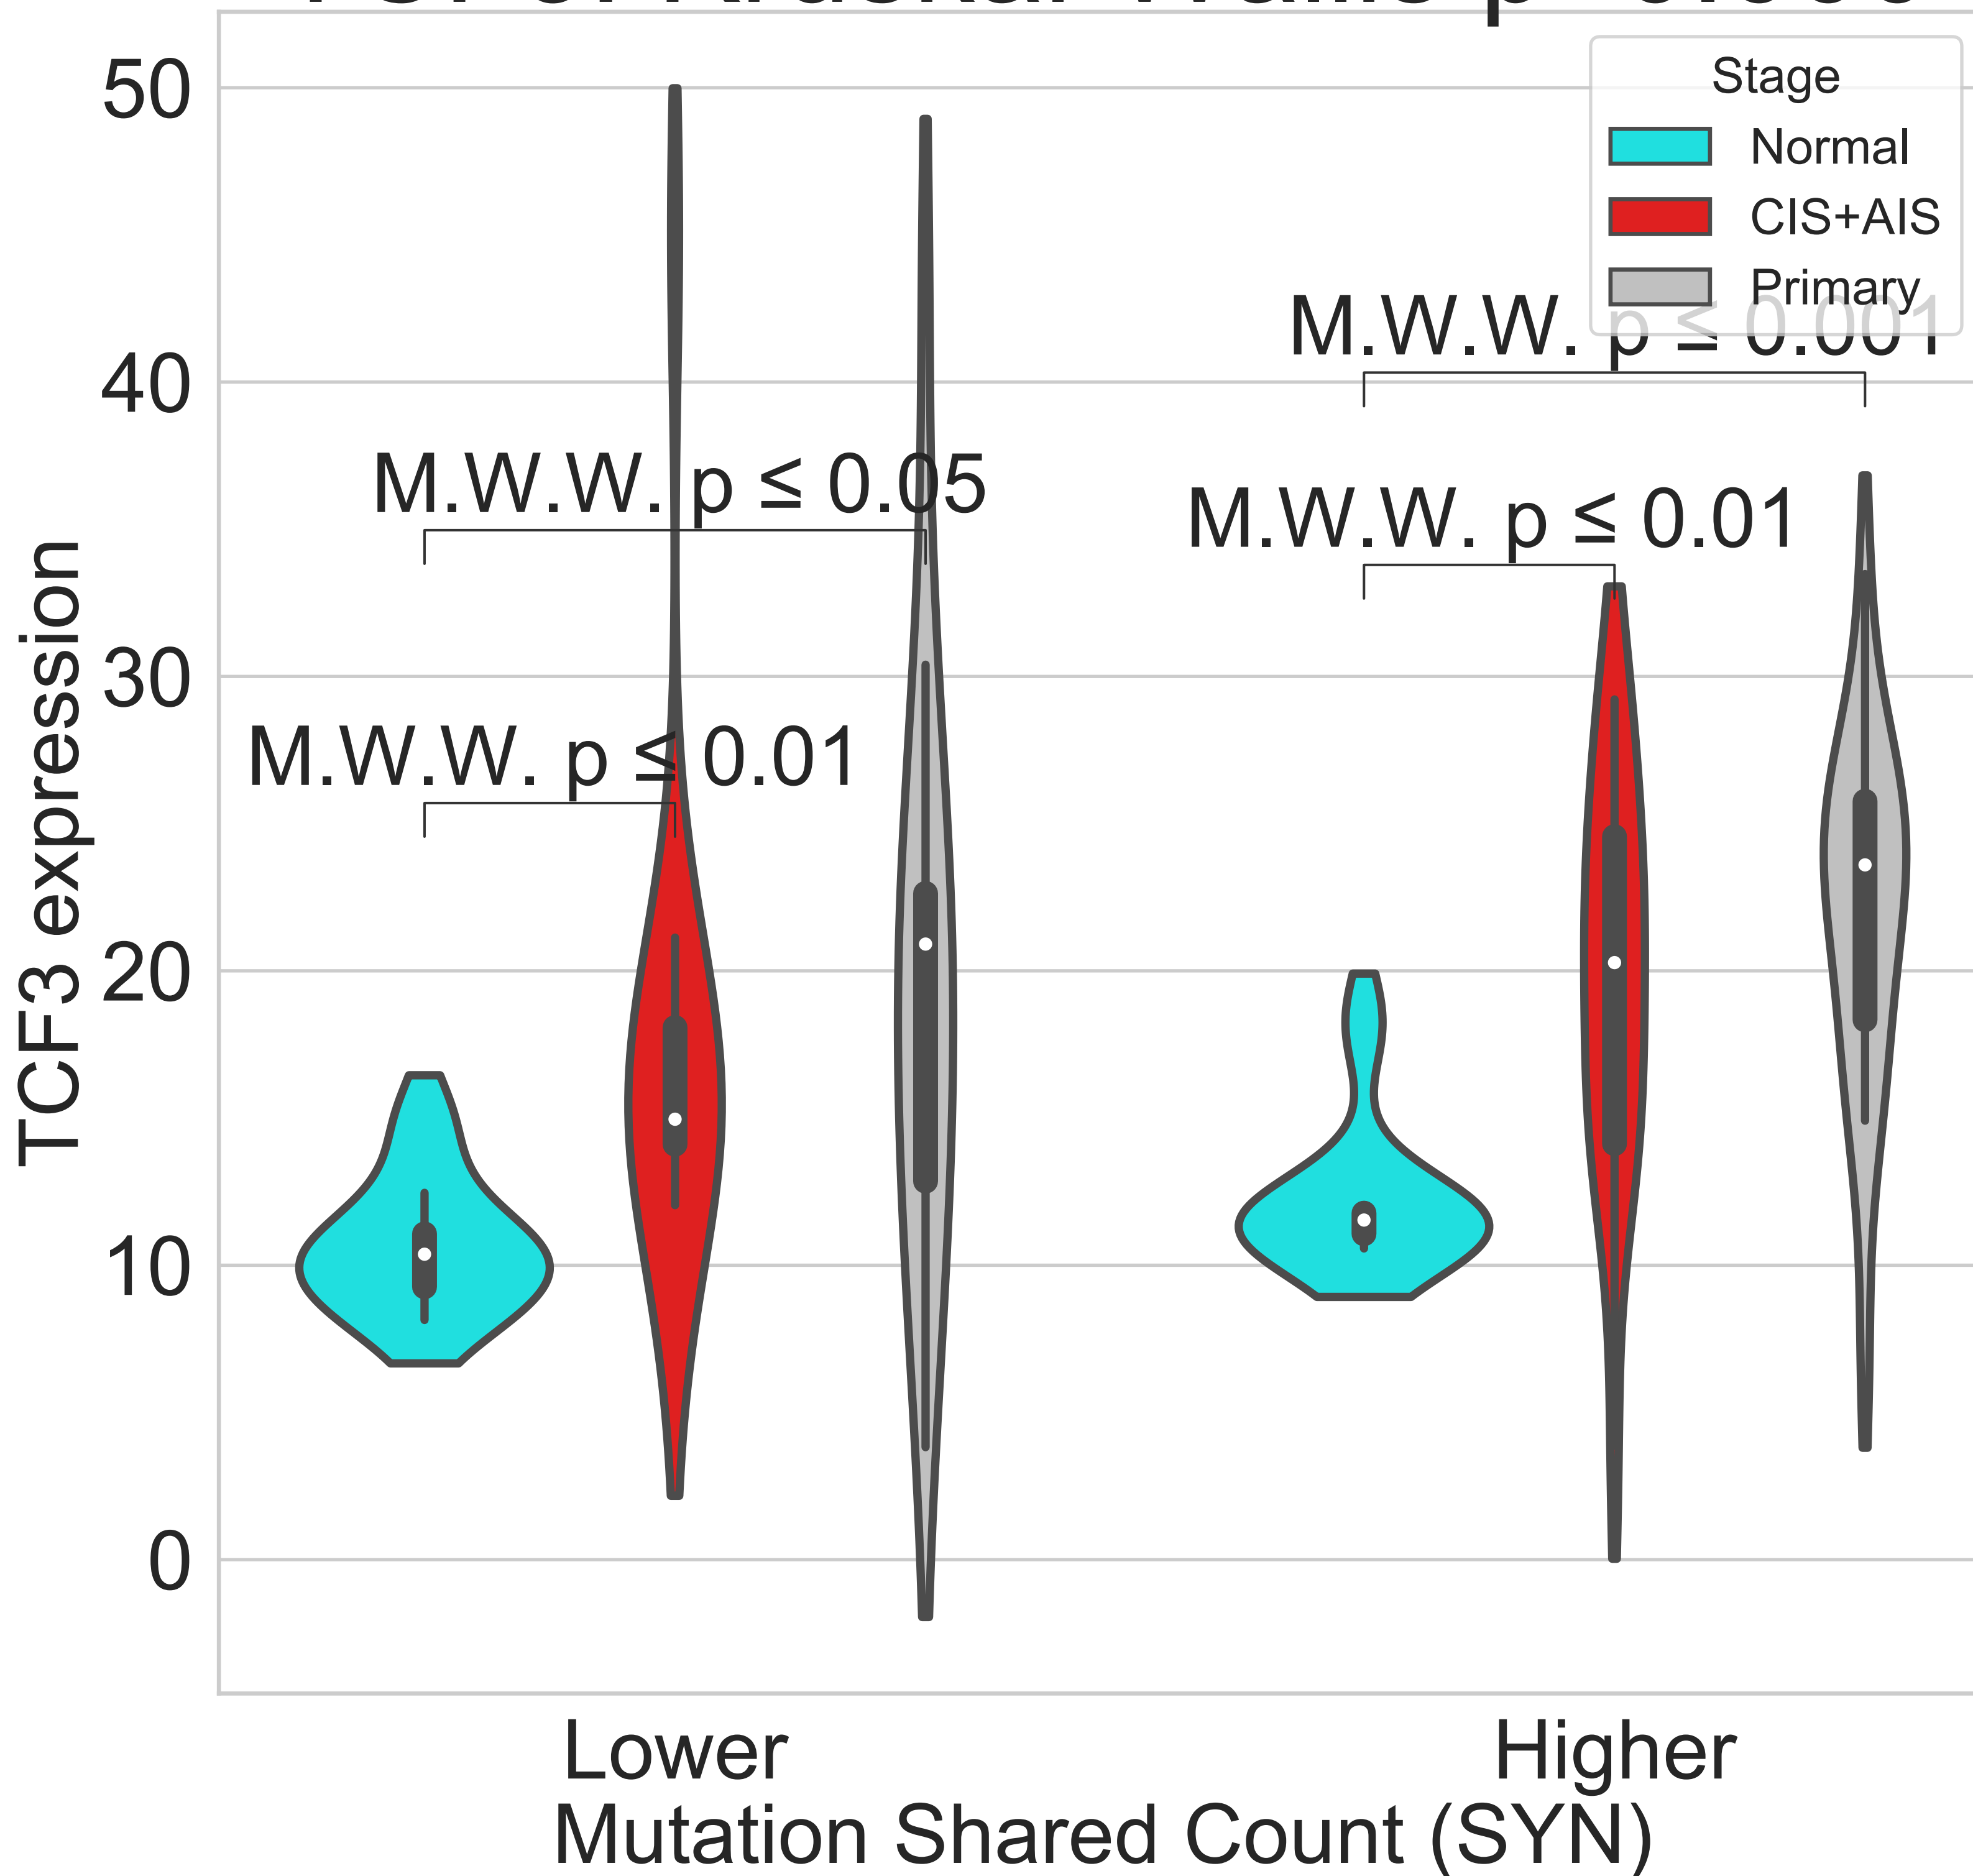 50
Stage
Normal
CIS+AIS
Primary
M.W.W. p ≤ 0.001
40
M.W.W. p ≤ 0.05
M.W.W. p ≤ 0.01
30
M.W.W. p ≤ 0.01
20
10
0
TCF3 expression
Lower
Higher
Mutation Shared Count (SYN)